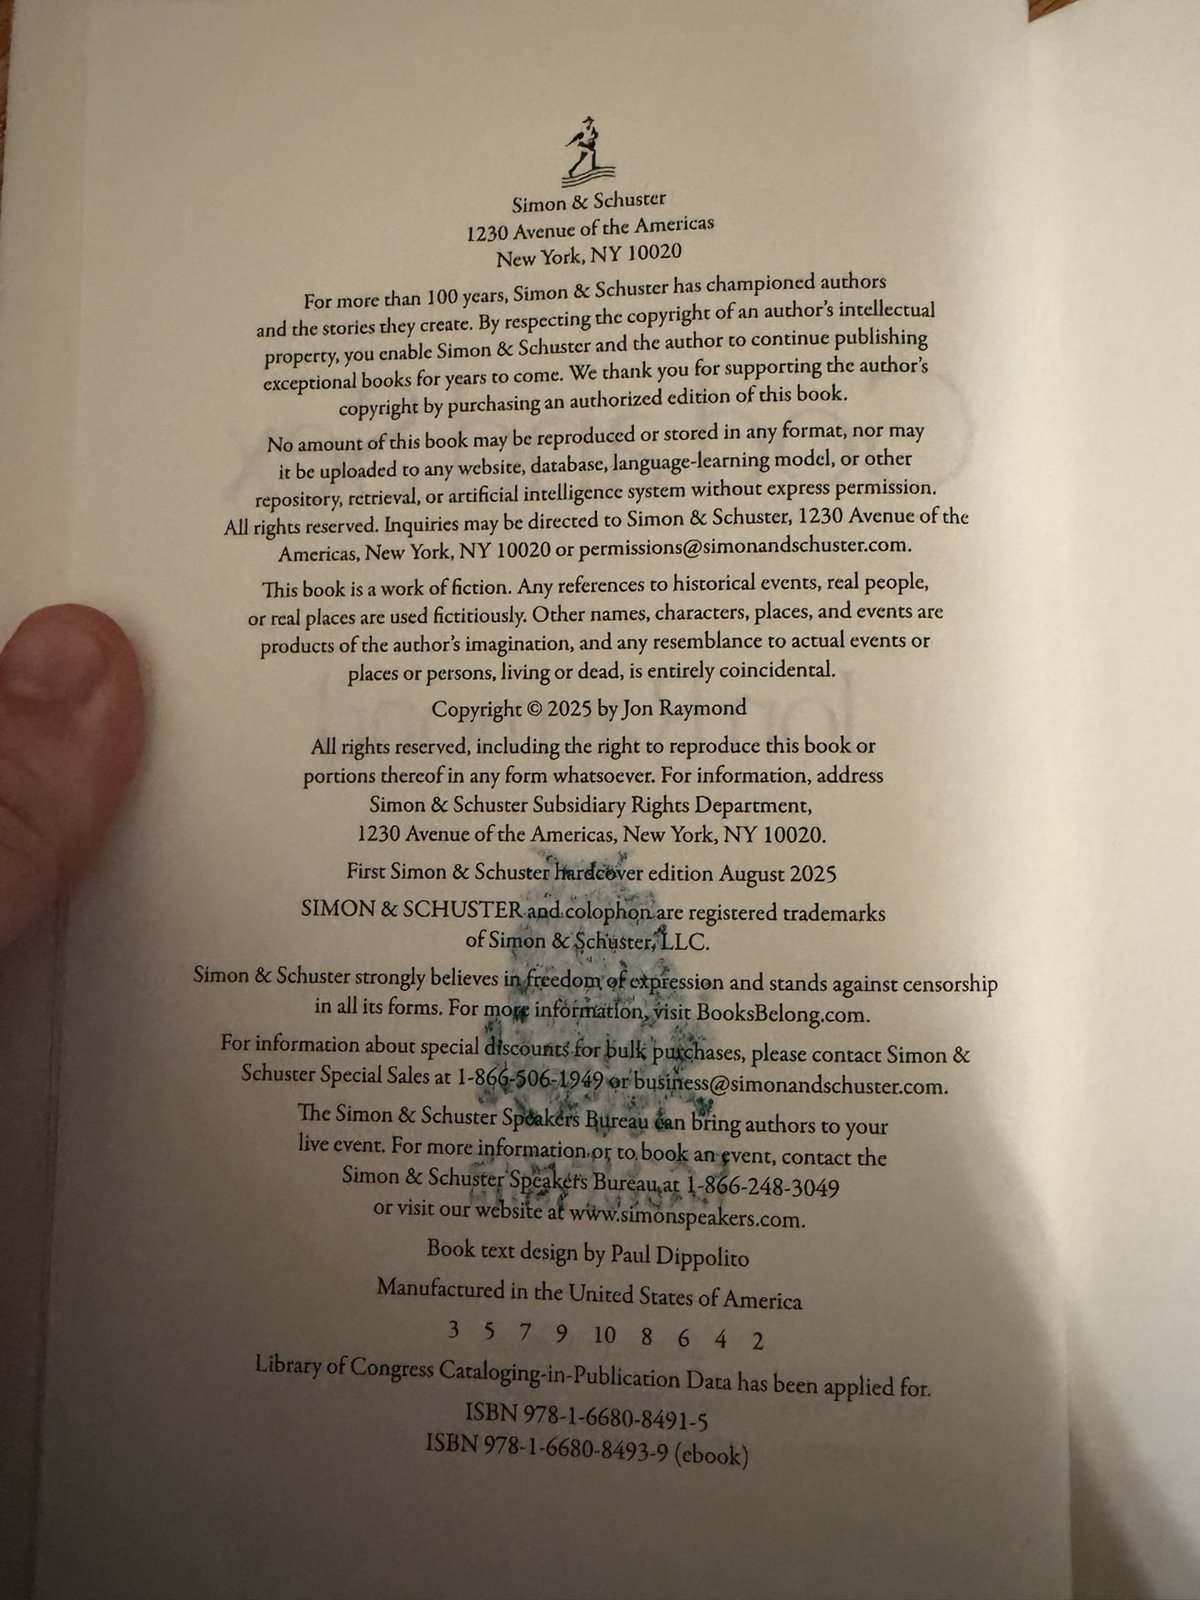 Simon & Schuster
1230 Avenue of the Americas
New York, NY 10020
For more than 100 years, Simon & Schuster has championed authors
and the stories they create. By respecting the copyright of an author's intellectual
property, you enable Simon & Schuster and the author to continue publishing
exceptional books for years to come. We thank you for supporting the author's
copyright by purchasing an authorized edition of this book.
No amount of this book may be reproduced or stored in any format, nor may
it be uploaded to any website, database, language-learning model, or other
repository, retrieval, or artificial intelligence system without express permission.
All rights reserved. Inquiries may be directed to Simon & Schuster, 1230 Avenue of the
Americas, New York, NY 10020 or permissions@simonandschuster.com.
This book is a work of fiction. Any references to historical events, real people,
or real places are used fictitiously. Other names, characters, places, and events are
products of the author's imagination, and any resemblance to actual events or
places or persons, living or dead, is entirely coincidental.
Copyright © 2025 by Jon Raymond
All rights reserved, including the right to reproduce this book or
portions thereof in any form whatsoever. For information, address
Simon & Schuster Subsidiary Rights Department,
1230 Avenue of the Americas, New York, NY 10020.
First Simon & Schuster hardcover edition August 2025
SIMON & SCHUSTER and colophon are registered trademarks
of Simon & Schuster, LLC.
Simon & Schuster strongly believes in freedom of expression and stands against censorship
in all its forms. For more information, visit BooksBelong.com.
For information about special discounts for bulk purchases, please contact Simon &
Schuster Special Sales at 1-866-506-1949 or business@simonandschuster.com.
The Simon & Schuster Speakers Bureau can bring authors to your
live event. For more information or to book an event, contact the
Simon & Schuster Speakers Bureau at 1-866-248-3049
or visit our website at www.simonspeakers.com.
Book text design by Paul Dippolito
Manufactured in the United States of America
3 5 7 9 10 8 6 4 2
Library of Congress Cataloging-in-Publication Data has been applied for.
ISBN 978-1-6680-8491-5
ISBN 978-1-6680-8493-9 (ebook)